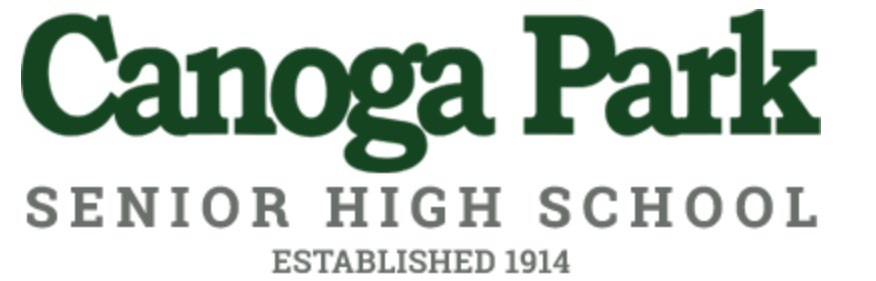 Canoga Park
SENIOR HIGH SCHOOL
ESTABLISHED 1914